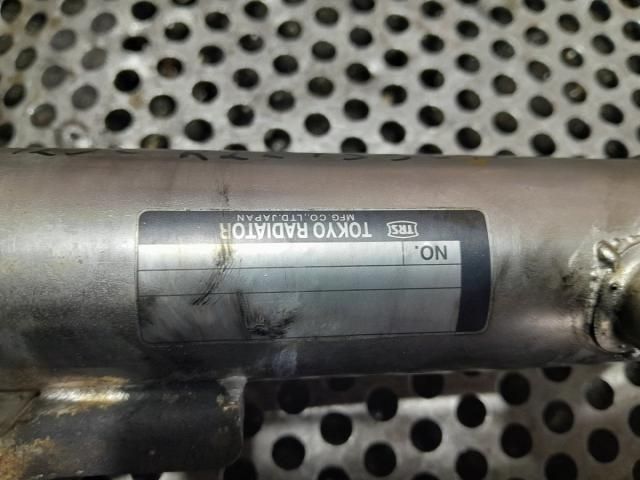 TRS TOKYO RADIATOR
MFG. CO., LTD. JAPAN
NO.